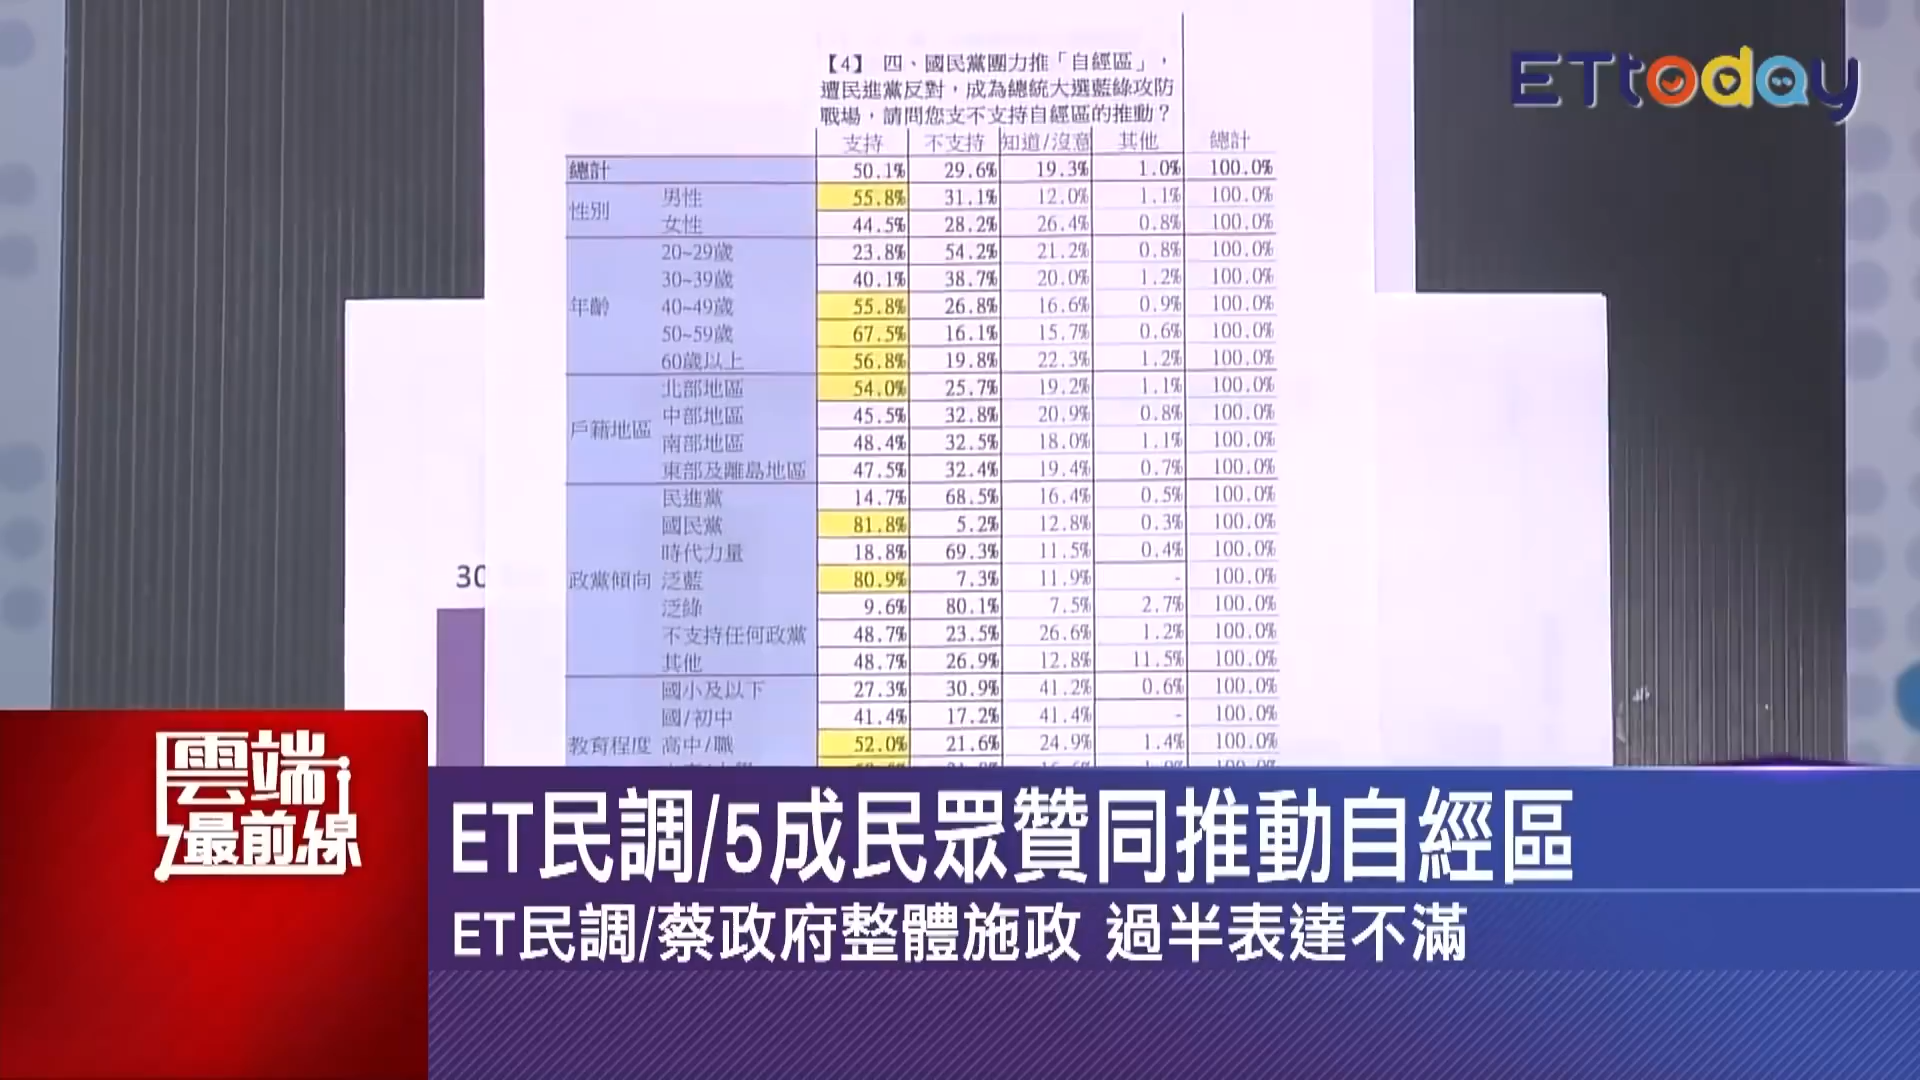 ETtoday
【4】 四、國民黨團力推「自經區」，
遭民進黨反對，成為總統大選藍綠攻防
戰場，請問您支不支持自經區的推動？
支持 不支持 知道/沒意 其他 總計
總計 50.1% 29.6% 19.3% 1.0% 100.0%
性別 男性 55.8% 31.1% 12.0% 1.1% 100.0%
女性 44.5% 28.2% 26.4% 0.8% 100.0%
年齡 20~29歲 23.8% 54.2% 21.2% 0.8% 100.0%
30~39歲 40.1% 38.7% 20.0% 1.2% 100.0%
40~49歲 55.8% 26.8% 16.6% 0.9% 100.0%
50~59歲 67.5% 16.1% 15.7% 0.6% 100.0%
60歲以上 56.8% 19.8% 22.3% 1.2% 100.0%
戶籍地區 北部地區 54.0% 25.7% 19.2% 1.1% 100.0%
中部地區 45.5% 32.8% 20.9% 0.8% 100.0%
南部地區 48.4% 32.5% 18.0% 1.1% 100.0%
東部及離島地區 47.5% 32.4% 19.4% 0.7% 100.0%
政黨傾向 民進黨 14.7% 68.5% 16.4% 0.5% 100.0%
國民黨 81.8% 5.2% 12.8% 0.3% 100.0%
時代力量 18.8% 69.3% 11.5% 0.4% 100.0%
泛藍 80.9% 7.3% 11.9% - 100.0%
泛綠 9.6% 80.1% 7.5% 2.7% 100.0%
不支持任何政黨 48.7% 23.5% 26.6% 1.2% 100.0%
其他 48.7% 26.9% 12.8% 11.5% 100.0%
教育程度 國小及以下 27.3% 30.9% 41.2% 0.6% 100.0%
國/初中 41.4% 17.2% 41.4% - 100.0%
高中/職 52.0% 21.6% 24.9% 1.4% 100.0%
30
雲端
最前線
ET民調/5成民眾贊同推動自經區
ET民調/蔡政府整體施政 過半表達不滿